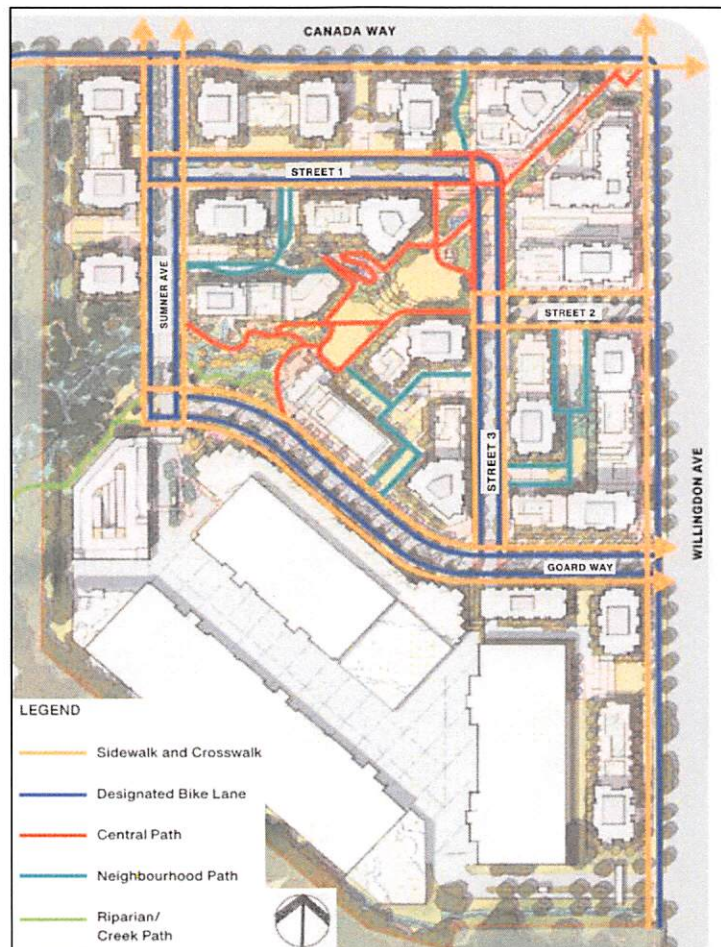 CANADA WAY
STREET 1
SUMNER AVE
STREET 2
STREET 3
WILLINGDON AVE
GOARD WAY
LEGEND
Sidewalk and Crosswalk
Designated Bike Lane
Central Path
Neighbourhood Path
Riparian/
Creek Path